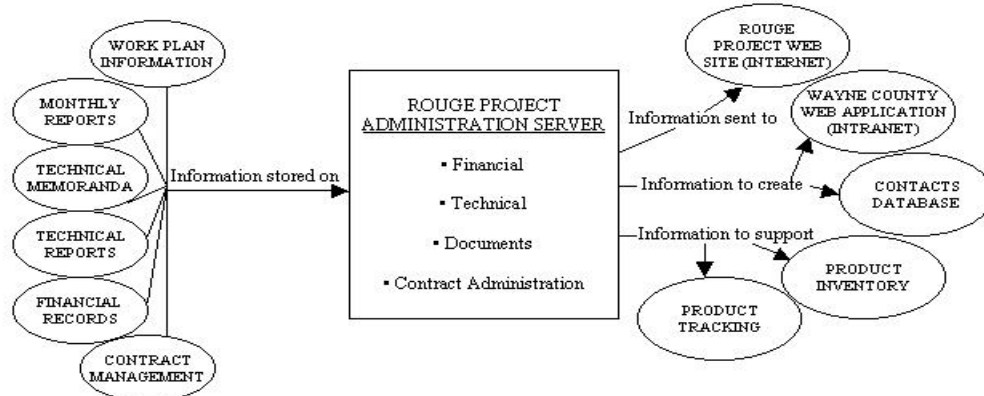 WORK PLAN
INFORMATION
MONTHLY
REPORTS
TECHNICAL
MEMORANDA
TECHNICAL
REPORTS
FINANCIAL
RECORDS
CONTRACT
MANAGEMENT
Information stored on
ROUGE PROJECT
ADMINISTRATION SERVER
▪ Financial
▪ Technical
▪ Documents
▪ Contract Administration
Information sent to
Information to create
Information to support
ROUGE
PROJECT WEB
SITE (INTERNET)
WAYNE COUNTY
WEB APPLICATION
(INTRANET)
CONTACTS
DATABASE
PRODUCT
INVENTORY
PRODUCT
TRACKING